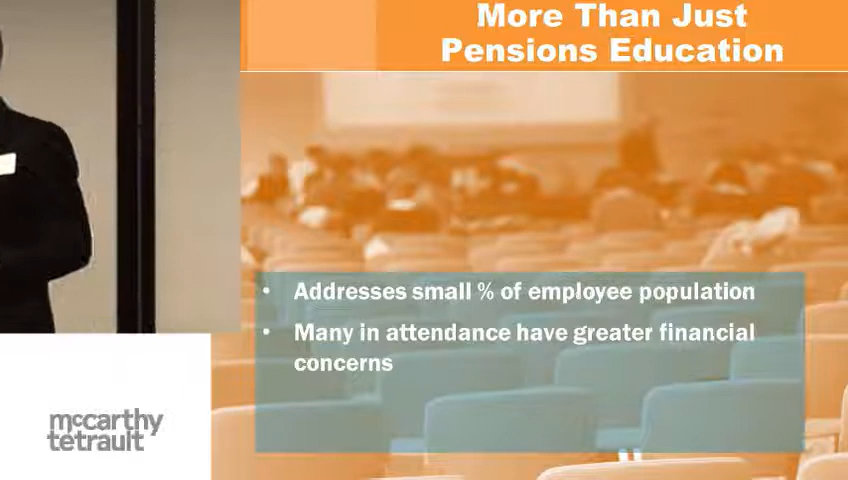 More Than Just
Pensions Education
• Addresses small % of employee population
• Many in attendance have greater financial
concerns
mccarthy
tetrault